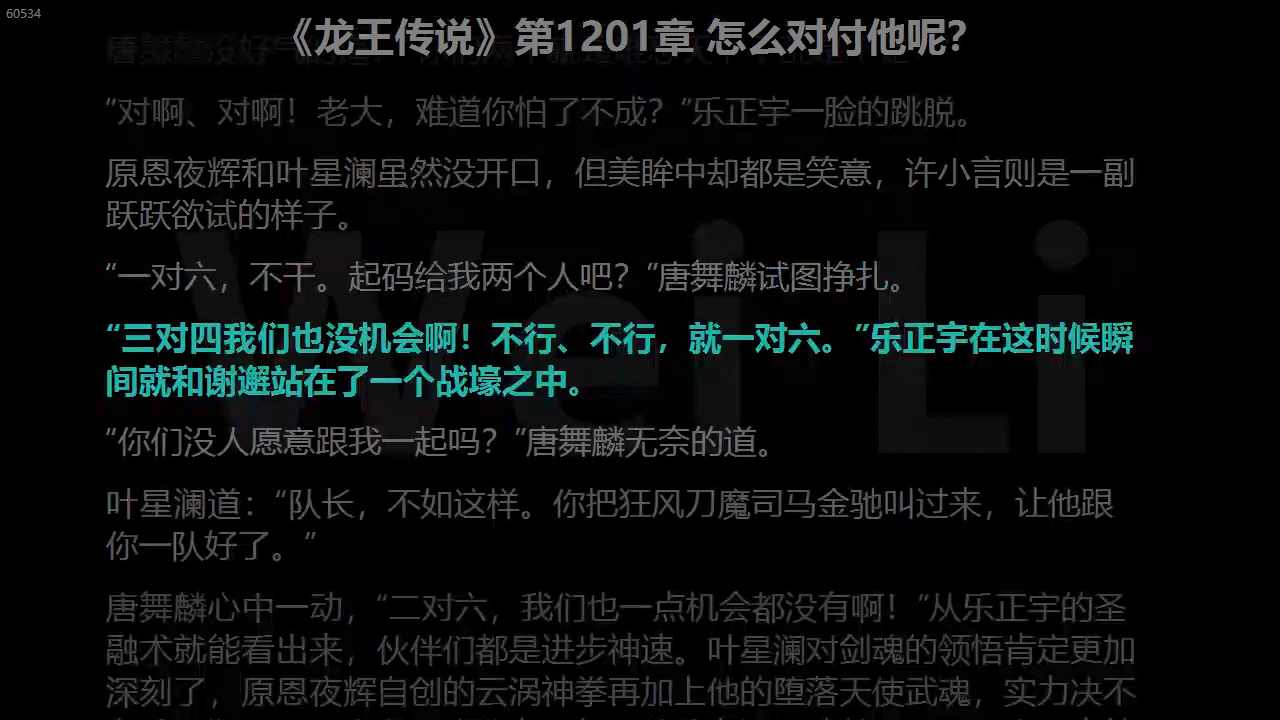 60534
《龙王传说》第1201章 怎么对付他呢？
“对啊、对啊！老大，难道你怕了不成？”乐正宇一脸的跳脱。
原恩夜辉和叶星澜虽然没开口，但美眸中却都是笑意，许小言则是一副
跃跃欲试的样子。
“一对六，不干。起码给我两个人吧？”唐舞麟试图挣扎。
“三对四我们也没机会啊！不行、不行，就一对六。”乐正宇在这时候瞬
间就和谢邂站在了一个战壕之中。
“你们没人愿意跟我一起吗？”唐舞麟无奈的道。
叶星澜道：“队长，不如这样。你把狂风刀魔司马金驰叫过来，让他跟
你一队好了。”
唐舞麟心中一动，“二对六，我们也一点机会都没有啊！”从乐正宇的圣
融术就能看出来，伙伴们都是进步神速。叶星澜对剑魂的领悟肯定更加
深刻了，原恩夜辉自创的云涡神拳再加上他的堕落天使武魂，实力决不
Wei Li